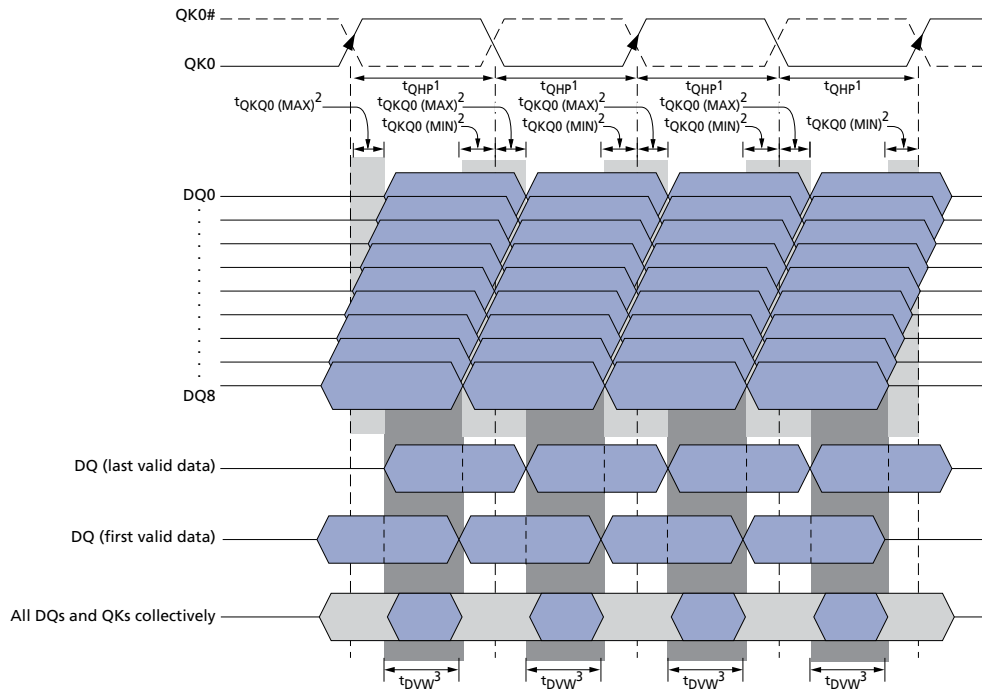 QK0#
QK0
tQHP1 tQHP1 tQHP1 tQHP1
tQKQ0 (MAX)2 tQKQ0 (MAX)2 tQKQ0 (MAX)2 tQKQ0 (MAX)2
tQKQ0 (MIN)2 tQKQ0 (MIN)2 tQKQ0 (MIN)2 tQKQ0 (MIN)2
DQ0
DQ8
DQ (last valid data)
DQ (first valid data)
All DQs and QKs collectively
tDVW3 tDVW3 tDVW3 tDVW3